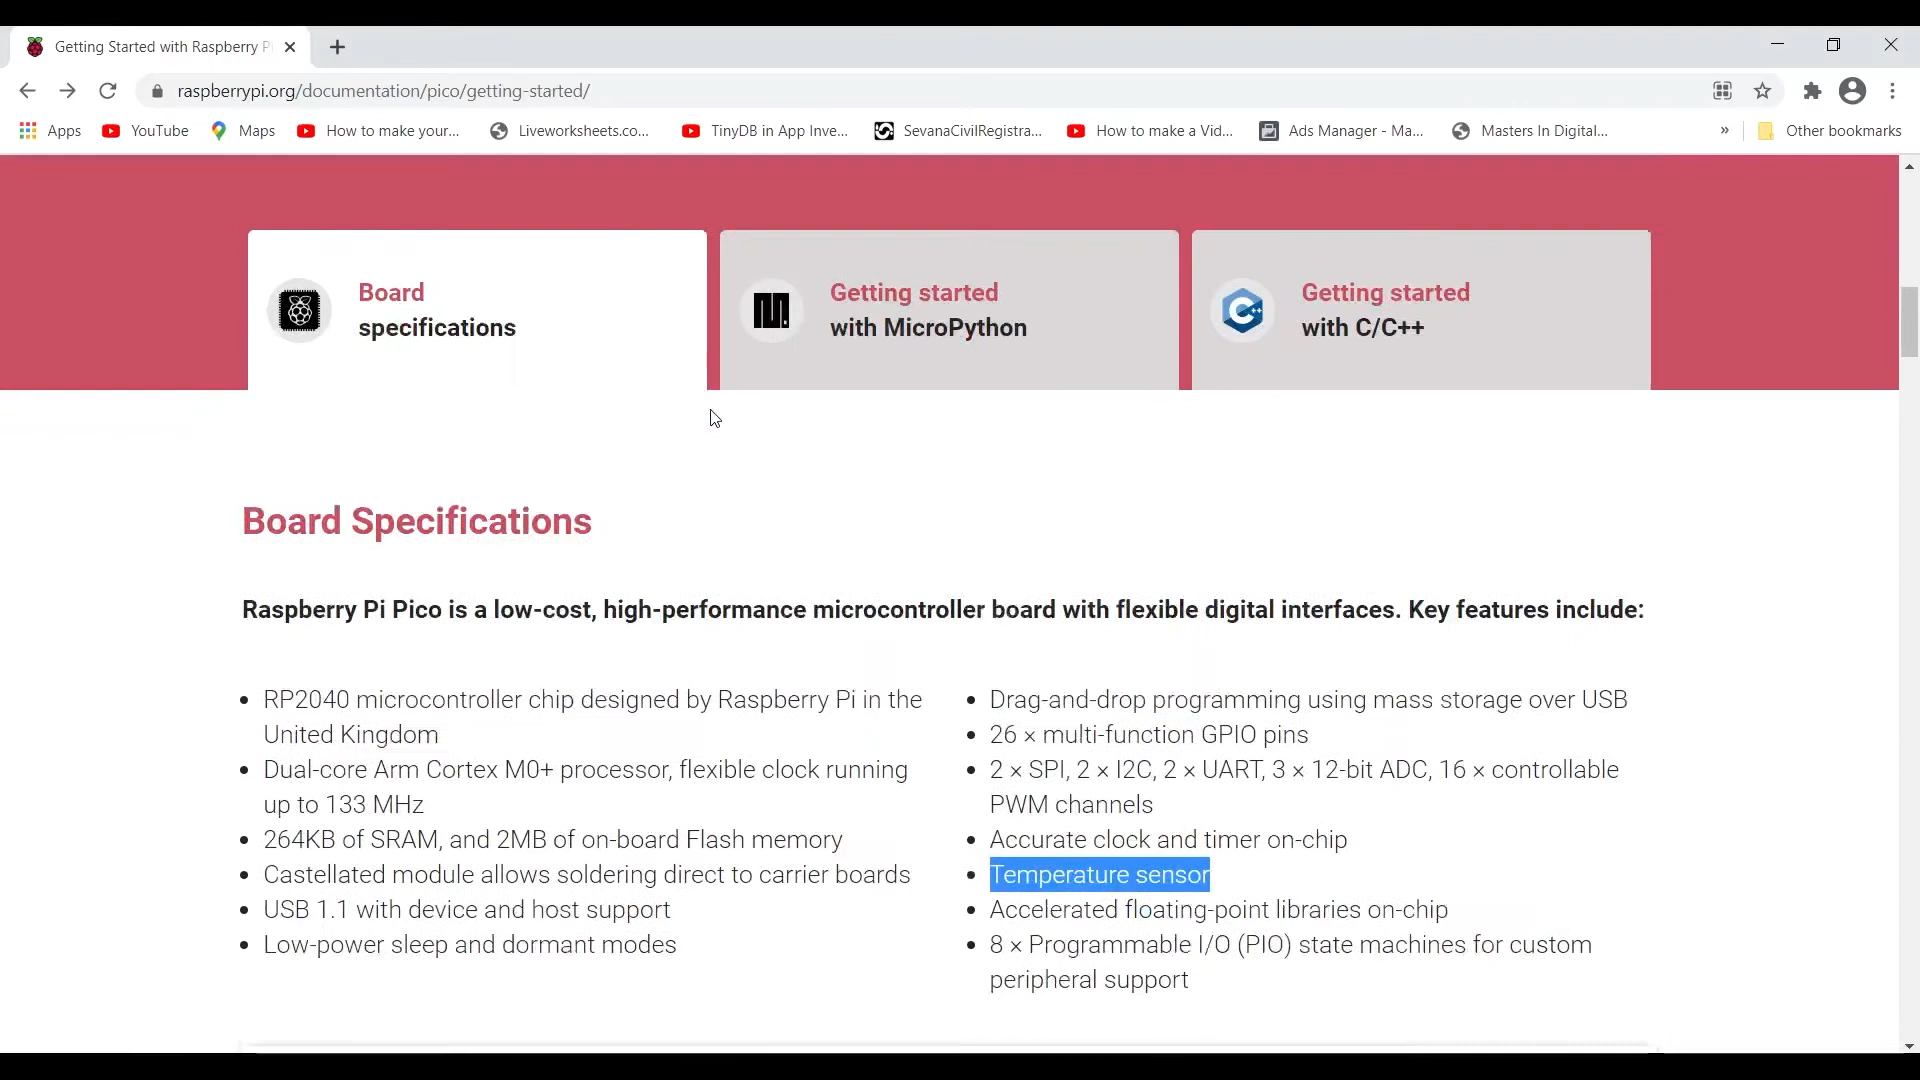 Getting Started with Raspberry P
raspberrypi.org/documentation/pico/getting-started/
Apps YouTube Maps How to make your... Liveworksheets.co... TinyDB in App Inve... SevanaCivilRegistra... How to make a Vid... Ads Manager - Ma... Masters In Digital... » Other bookmarks
Board
specifications
Getting started
with MicroPython
Getting started
with C/C++
Board Specifications
Raspberry Pi Pico is a low-cost, high-performance microcontroller board with flexible digital interfaces. Key features include:
• RP2040 microcontroller chip designed by Raspberry Pi in the
United Kingdom
• Dual-core Arm Cortex M0+ processor, flexible clock running
up to 133 MHz
• 264KB of SRAM, and 2MB of on-board Flash memory
• Castellated module allows soldering direct to carrier boards
• USB 1.1 with device and host support
• Low-power sleep and dormant modes
• Drag-and-drop programming using mass storage over USB
• 26 × multi-function GPIO pins
• 2 × SPI, 2 × I2C, 2 × UART, 3 × 12-bit ADC, 16 × controllable
PWM channels
• Accurate clock and timer on-chip
• Temperature sensor
• Accelerated floating-point libraries on-chip
• 8 × Programmable I/O (PIO) state machines for custom
peripheral support